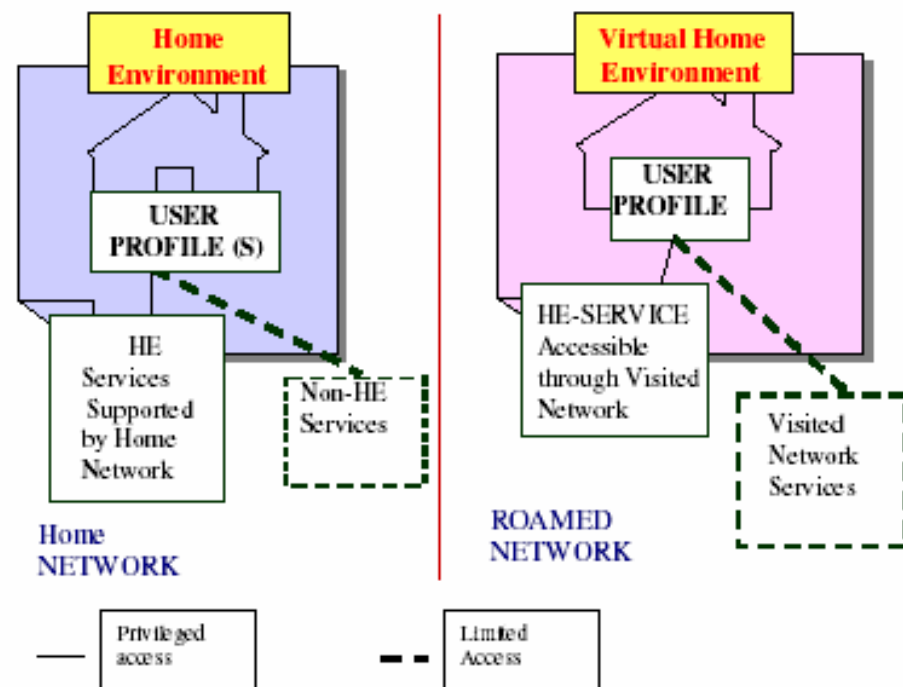 Home
Environment
USER
PROFILE (S)
HE
Services
Supported
by Home
Network
Non-HE
Services
Home
NETWORK
Virtual Home
Environment
USER
PROFILE
HE-SERVICE
Accessible
through Visited
Network
Visited
Network
Services
ROAMED
NETWORK
Privileged
access
Limited
Access